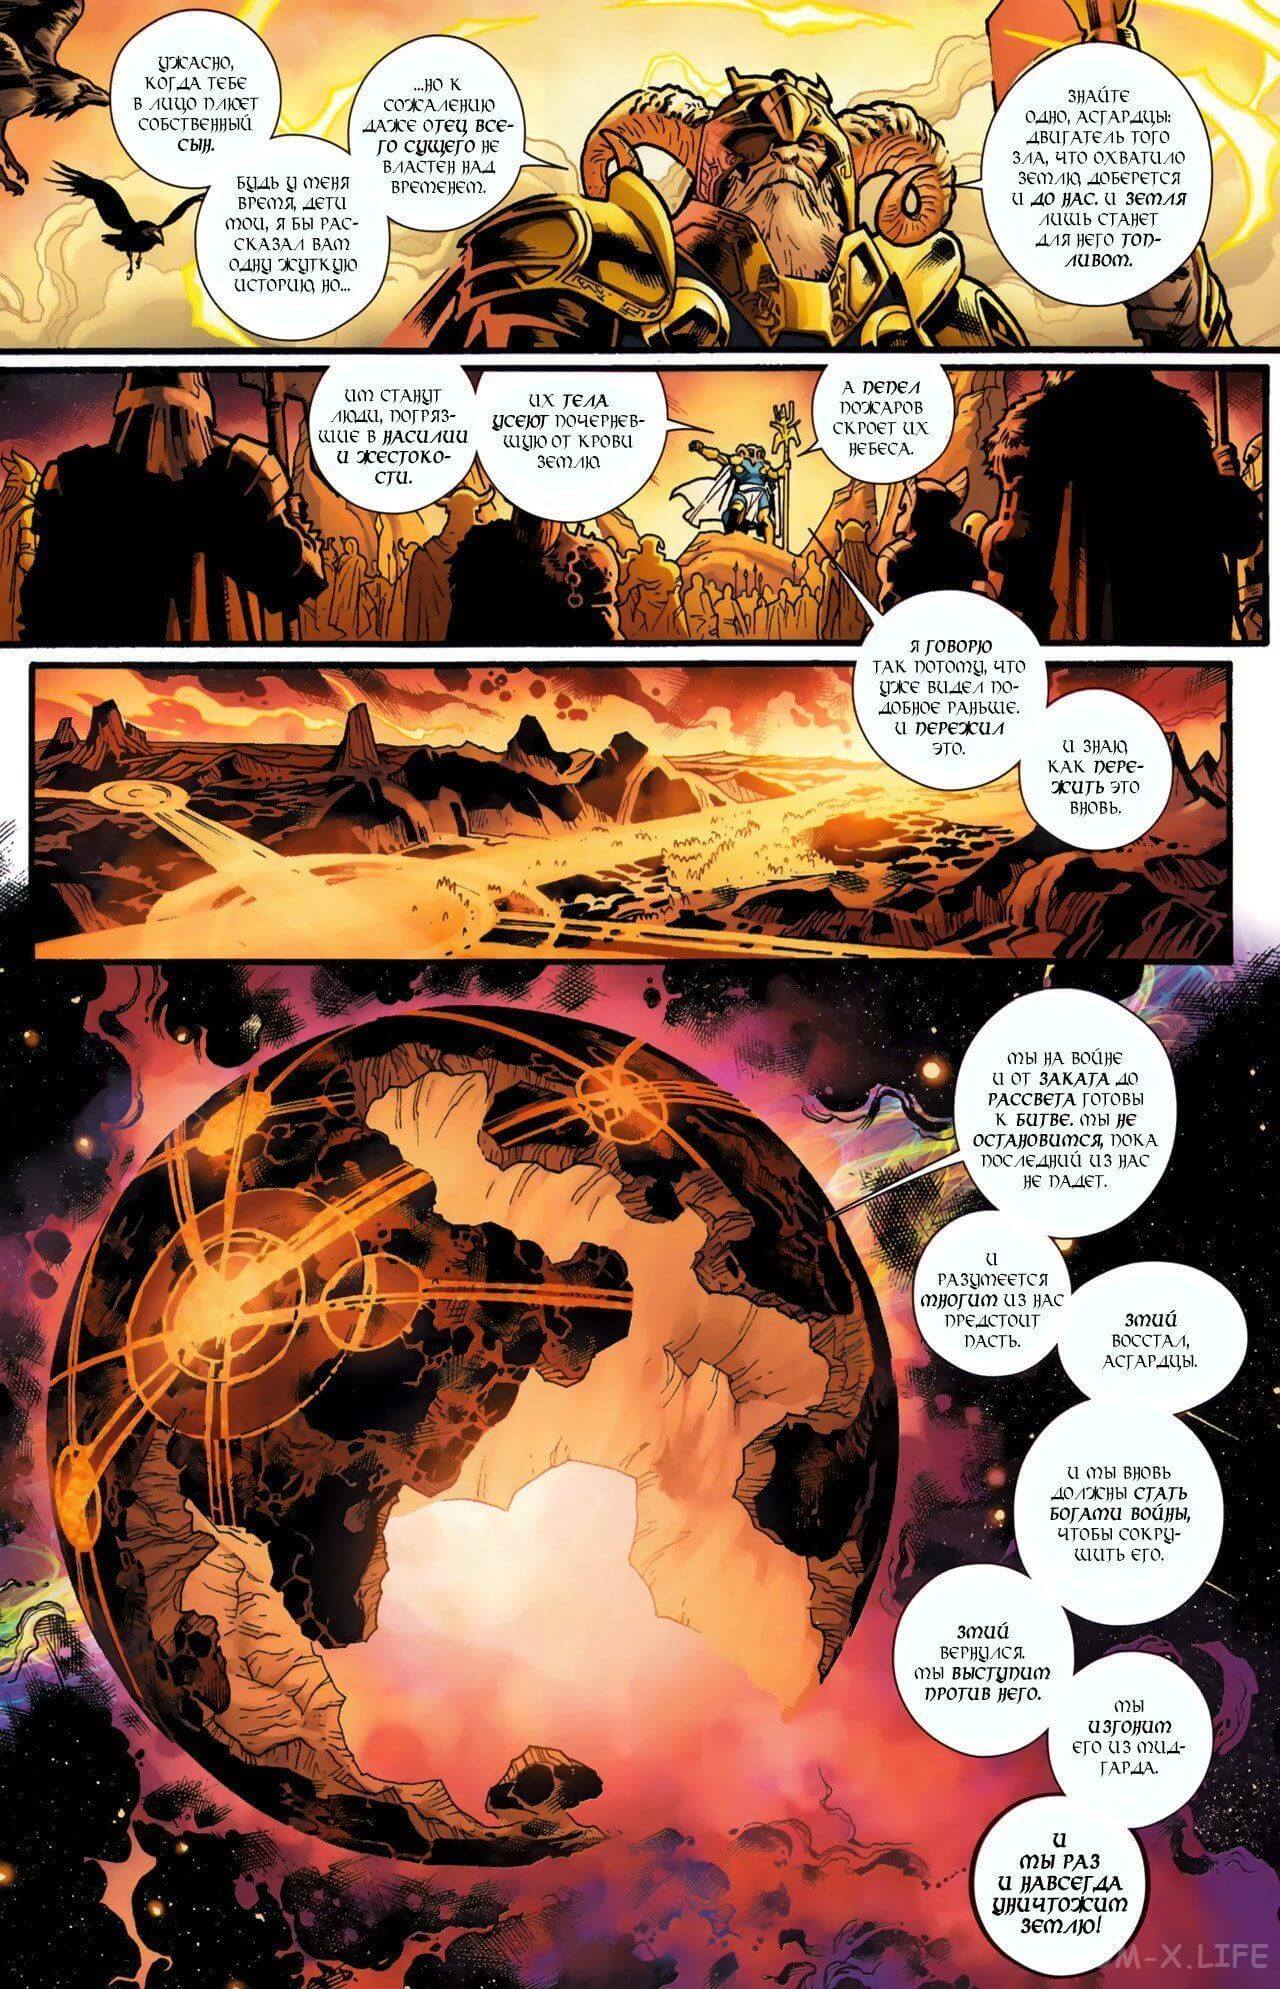 УЖАСНО,
КОГДА ТЕБЕ
В ЛИЦО ПЛЮЕТ
СОБСТВЕННЫЙ
СЫН.
БУДЬ У МЕНЯ
ВРЕМЯ, ДЕТИ
МОИ, Я БЫ РАС-
СКАЗАЛ ВАМ
ОДНУ ЖУТКУЮ
ИСТОРИЮ, НО...
...НО К
СОЖАЛЕНИЮ
ДАЖЕ ОТЕЦ ВСЕ-
ГО СУЩЕГО НЕ
ВЛАСТЕН НАД
ВРЕМЕНЕМ.
ЗНАЙТЕ
ОДНО, АСГАРДЦЫ:
ДВИГАТЕЛЬ ТОГО
ЗЛА, ЧТО ОХВАТИЛО
ЗЕМЛЮ, ДОБЕРЕТСЯ
И ДО НАС. И ЗЕМЛЯ
ЛИШЬ СТАНЕТ
ДЛЯ НЕГО ТОП-
ЛИВОМ.
ИМ СТАНУТ
ЛЮДИ, ПОГРЯЗ-
ШИЕ В НАСИЛИИ
И ЖЕСТОКО-
СТИ.
ИХ ТЕЛА
УСЕЮТ ПОЧЕРНЕВ-
ШУЮ ОТ КРОВИ
ЗЕМЛЮ.
А ПЕПЕЛ
ПОЖАРОВ
СКРОЕТ ИХ
НЕБЕСА.
Я ГОВОРЮ
ТАК ПОТОМУ, ЧТО
УЖЕ ВИДЕЛ ПО-
ДОБНОЕ РАНЬШЕ.
И ПЕРЕЖИЛ
ЭТО.
И ЗНАЮ,
КАК ПЕРЕ-
ЖИТЬ ЭТО
ВНОВЬ.
МЫ НА ВОЙНЕ
И ОТ ЗАКАТА ДО
РАССВЕТА ГОТОВЫ
К БИТВЕ. МЫ НЕ
ОСТАНОВИМСЯ, ПОКА
ПОСЛЕДНИЙ ИЗ НАС
НЕ ПАДЕТ.
И
РАЗУМЕЕТСЯ
МНОГИМ ИЗ НАС
ПРЕДСТОИТ
ПАСТЬ.
ЗМИЙ
ВОССТАЛ,
АСГАРДЦЫ.
И МЫ ВНОВЬ
ДОЛЖНЫ СТАТЬ
БОГАМИ ВОЙНЫ,
ЧТОБЫ СОКРУ-
ШИТЬ ЕГО.
ЗМИЙ
ВЕРНУЛСЯ.
МЫ ВЫСТУПИМ
ПРОТИВ НЕГО.
МЫ
ИЗГОНИМ
ЕГО ИЗ МИД-
ГАРДА.
И
МЫ РАЗ
И НАВСЕГДА
УНИЧТОЖИМ
ЗЕМЛЮ!
M-X.LIFE